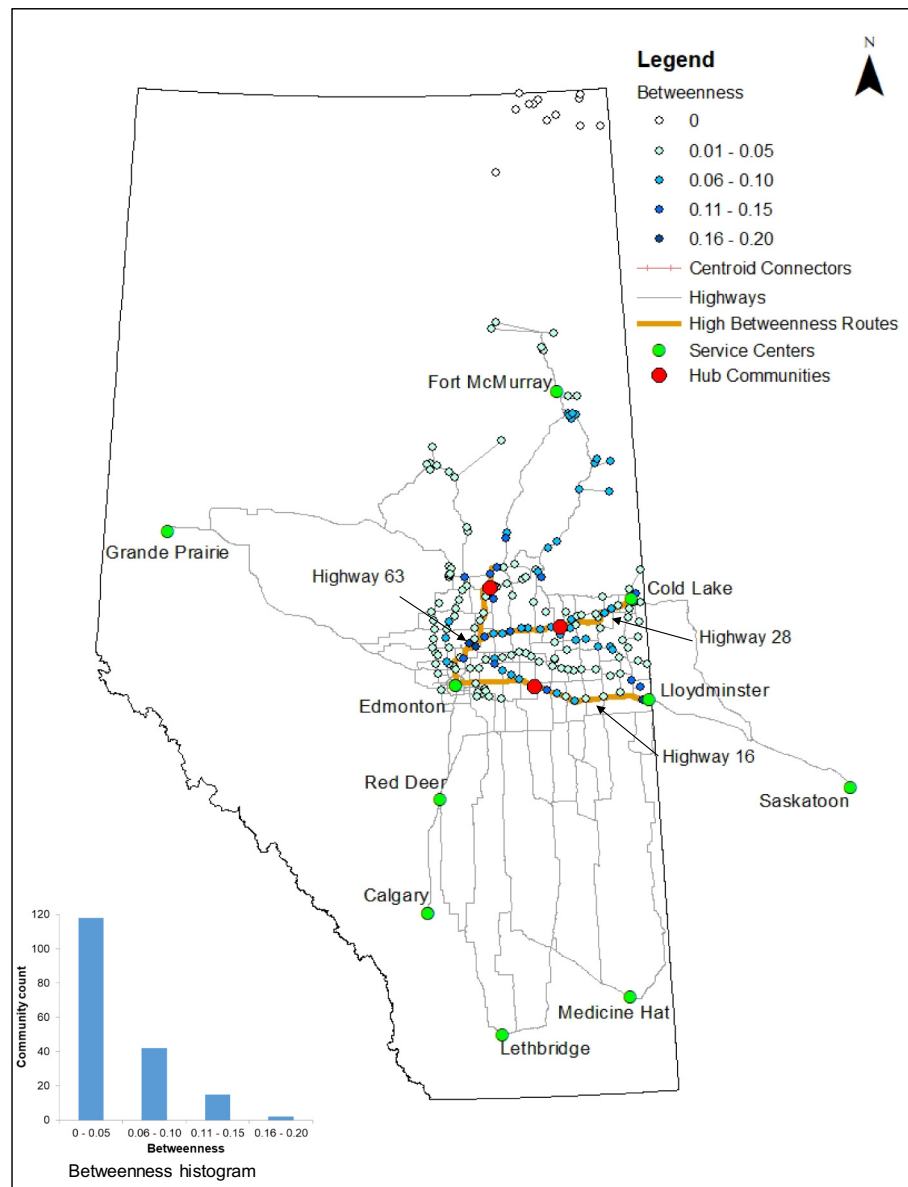 N
Legend
Betweenness
0
0.01 - 0.05
0.06 - 0.10
0.11 - 0.15
0.16 - 0.20
Centroid Connectors
Highways
High Betweenness Routes
Service Centers
Hub Communities
Fort McMurray
Grande Prairie
Highway 63
Cold Lake
Highway 28
Edmonton
Lloydminster
Highway 16
Red Deer
Saskatoon
Calgary
Medicine Hat
Lethbridge
Community count
120
100
80
60
40
20
0
0 - 0.05 0.06 - 0.10 0.11 - 0.15 0.16 - 0.20
Betweenness
Betweenness histogram